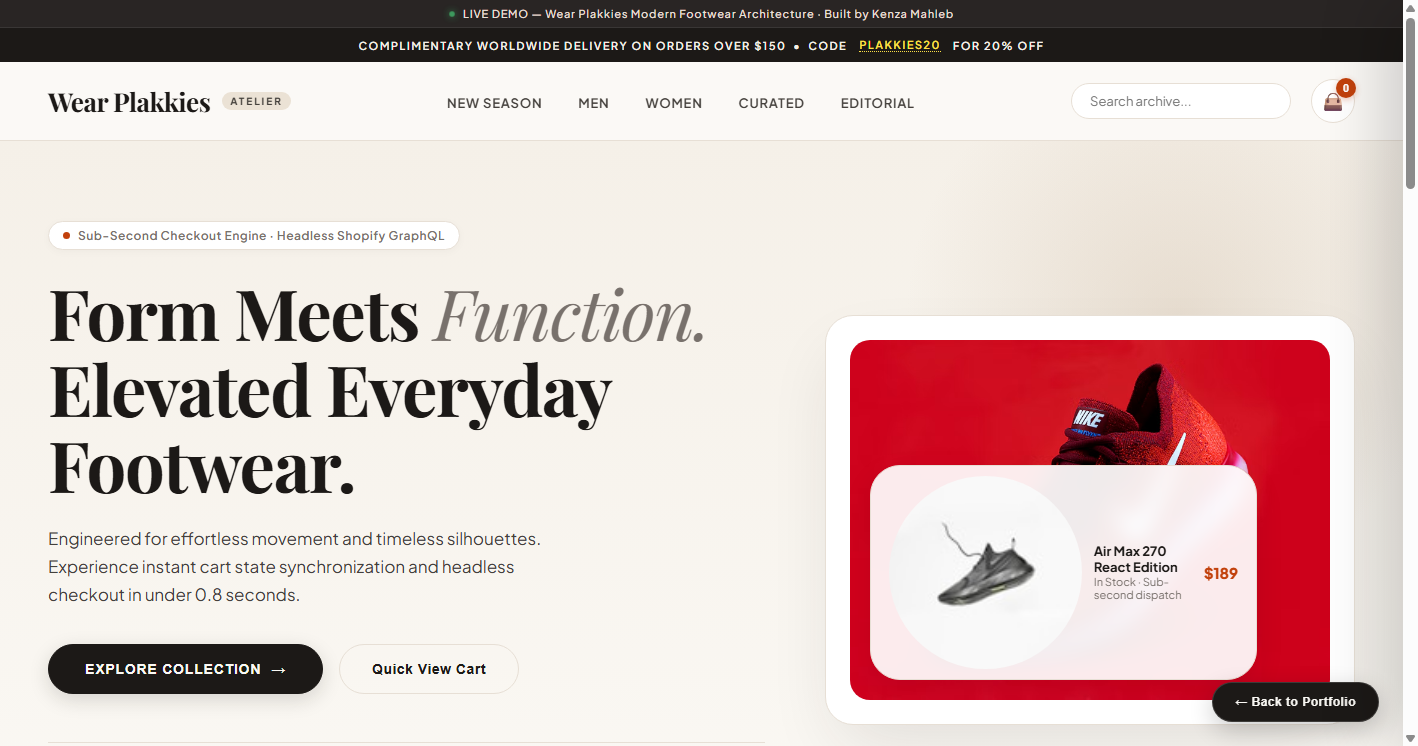 LIVE DEMO — Wear Plakkies Modern Footwear Architecture · Built by Kenza Mahleb
COMPLIMENTARY WORLDWIDE DELIVERY ON ORDERS OVER $150 • CODE PLAKKIES20 FOR 20% OFF
Wear Plakkies ATELIER
NEW SEASON MEN WOMEN CURATED EDITORIAL
Search archive...
0
Sub-Second Checkout Engine · Headless Shopify GraphQL
Form Meets Function.
Elevated Everyday
Footwear.
Engineered for effortless movement and timeless silhouettes.
Experience instant cart state synchronization and headless
checkout in under 0.8 seconds.
EXPLORE COLLECTION →
Quick View Cart
NIKE
Air Max 270
React Edition
In Stock · Sub-
second dispatch
$189
← Back to Portfolio